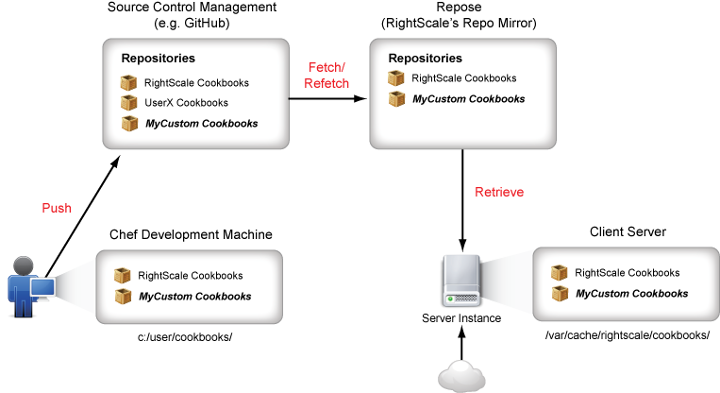 Source Control Management
(e.g. GitHub)
Repositories
RightScale Cookbooks
UserX Cookbooks
MyCustom Cookbooks
Fetch/
Refetch
Repose
(RightScale's Repo Mirror)
Repositories
RightScale Cookbooks
MyCustom Cookbooks
Push
Retrieve
Chef Development Machine
RightScale Cookbooks
MyCustom Cookbooks
c:/user/cookbooks/
Server Instance
Client Server
RightScale Cookbooks
MyCustom Cookbooks
/var/cache/rightscale/cookbooks/